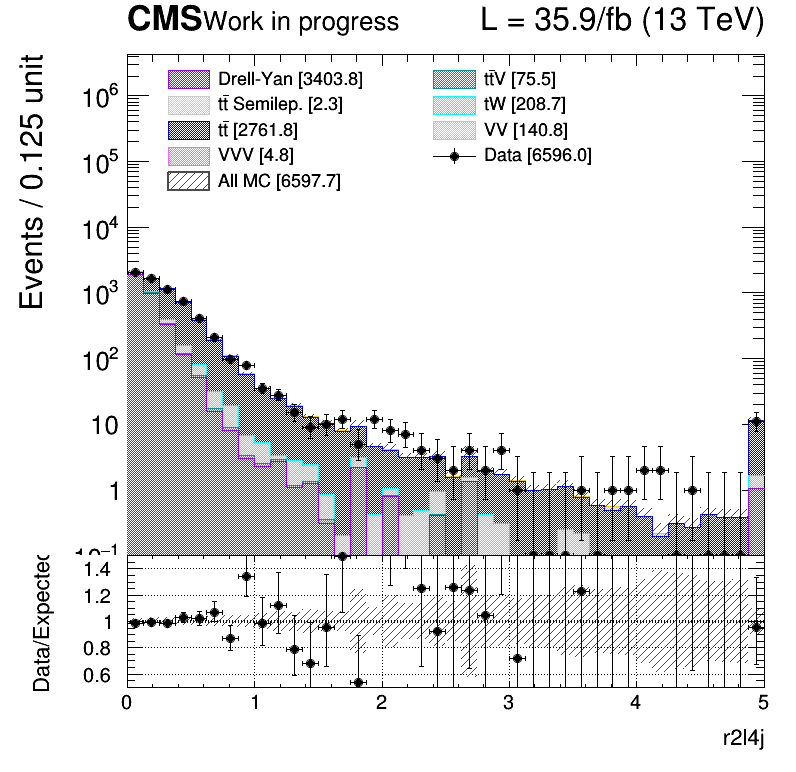 CMS Work in progress L = 35.9/fb (13 TeV)
Events / 0.125 unit
Drell-Yan [3403.8]
tt̄ Semilep. [2.3]
tt̄ [2761.8]
VVV [4.8]
All MC [6597.7]
tt̄V [75.5]
tW [208.7]
VV [140.8]
Data [6596.0]
10⁶
10⁵
10⁴
10³
10²
10
1
10⁻¹
Data/Expected
1.4
1.2
1
0.8
0.6
0 1 2 3 4 5
r2l4j